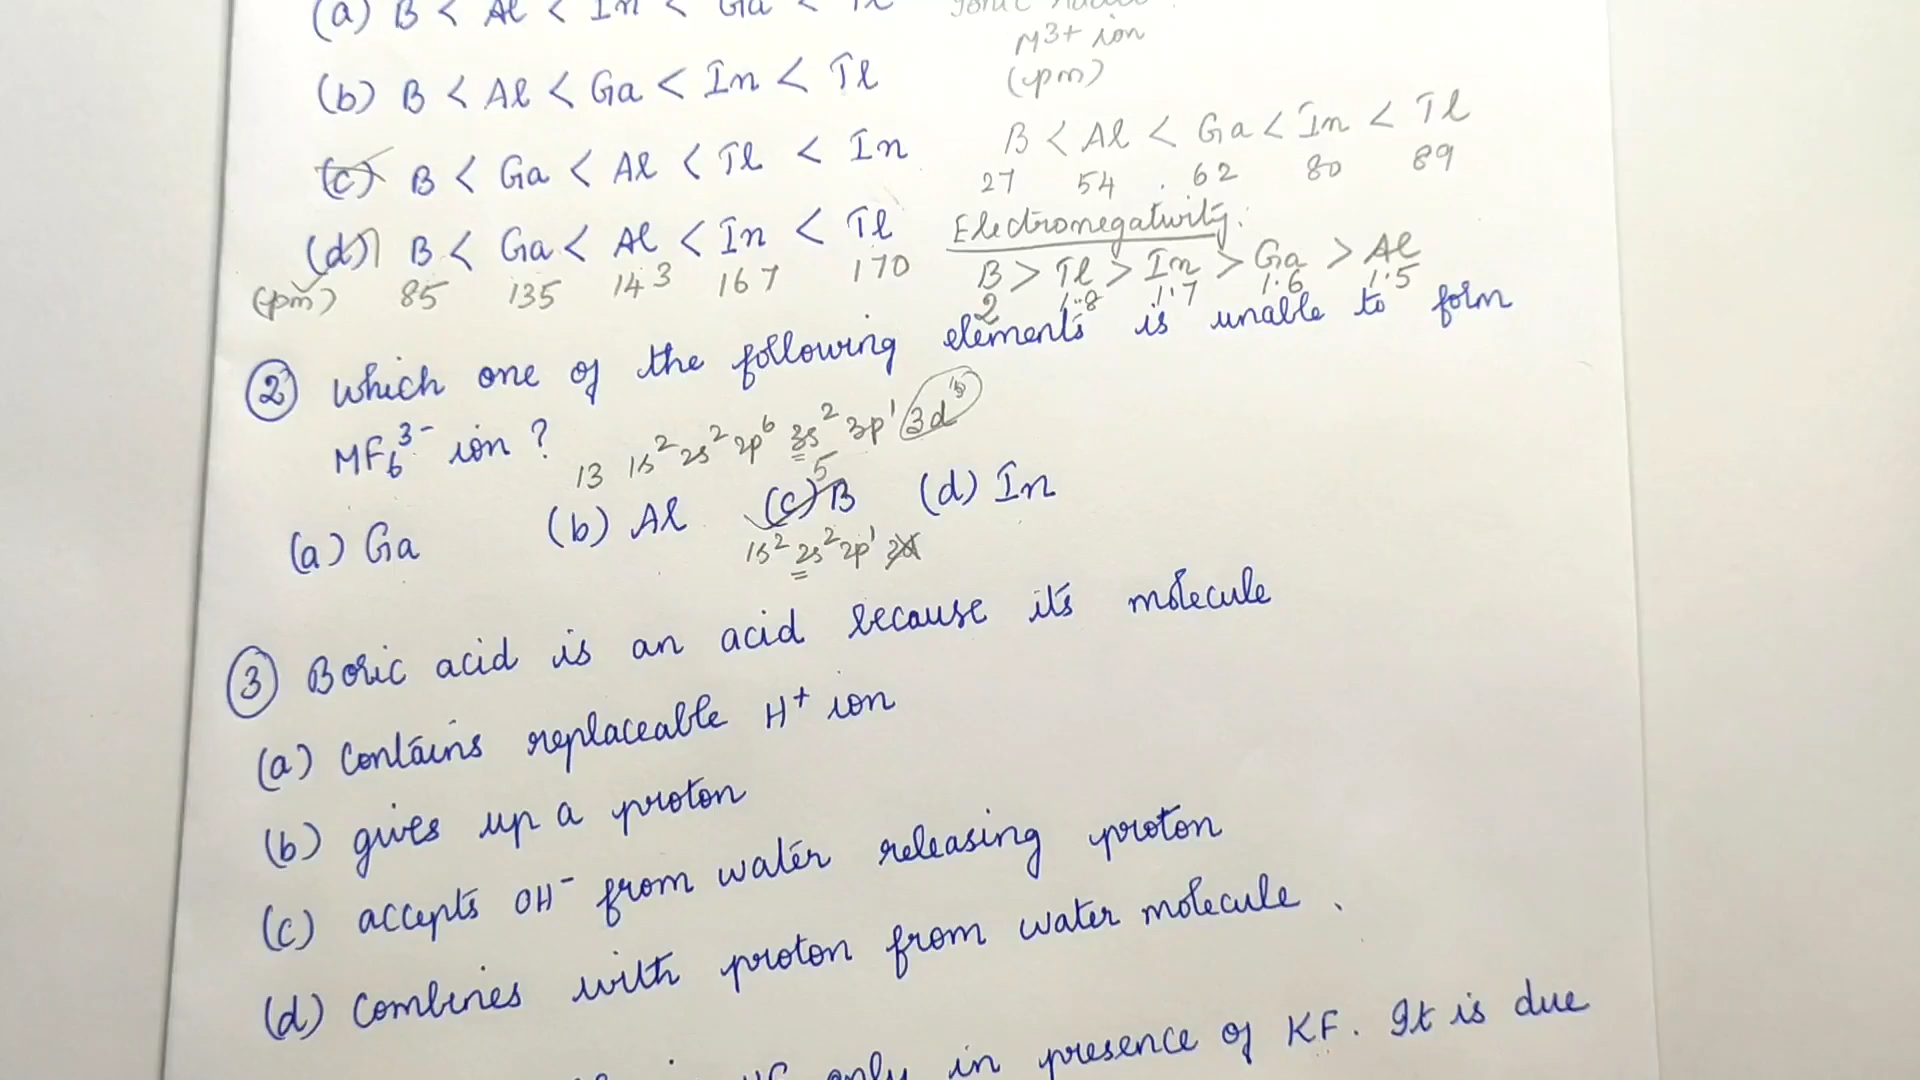 (a) B < Al < In < Ga < Tl
M3+ ion
(pm)
(b) B < Al < Ga < In < Tl
B < Al < Ga < In < Tl
27 54 62 80 89
(c) B < Ga < Al < Tl < In
Electronegativity:
(d) B < Ga < Al < In < Tl
(pm) 85 135 143 167 170
B > Tl > In > Ga > Al
2 1.8 1.7 1.6 1.5
② Which one of the following elements is unable to form
MF₆³⁻ ion ?
13 1s² 2s² 2p⁶ 3s² 3p¹ 3d
(a) Ga (b) Al (c) B (d) In
5
1s² 2s² 2p¹
③ Boric acid is an acid because its molecule
(a) Contains replaceable H⁺ ion
(b) gives up a proton
(c) accepts OH⁻ from water releasing proton
(d) Combines with proton from water molecule.
only in presence of KF. It is due